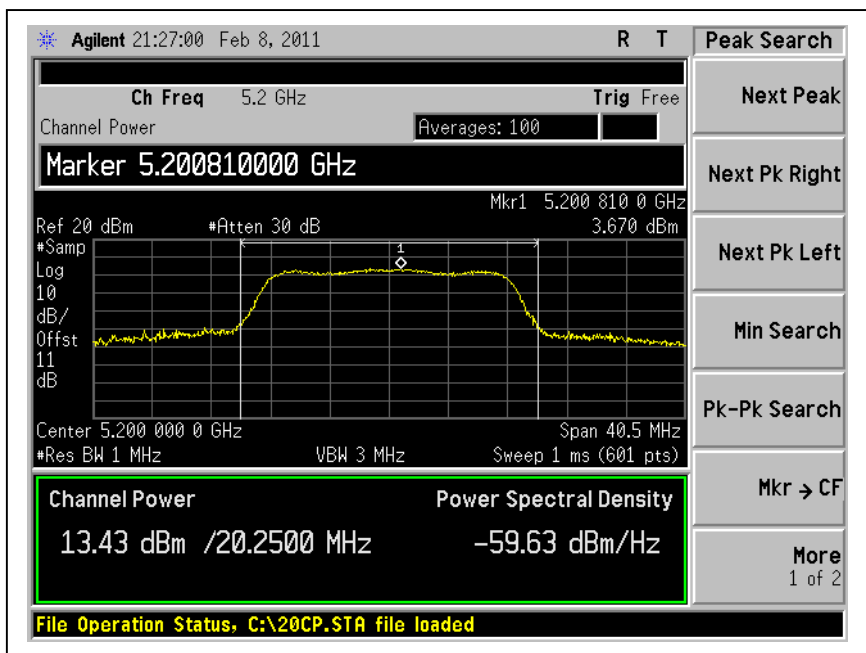 Agilent 21:27:00 Feb 8, 2011 R T
Peak Search
Ch Freq 5.2 GHz Trig Free
Channel Power Averages: 100
Marker 5.200810000 GHz
Mkr1 5.200 810 0 GHz
Ref 20 dBm #Atten 30 dB 3.670 dBm
#Samp
Log
10
dB/
Offst
11
dB
1
Center 5.200 000 0 GHz Span 40.5 MHz
#Res BW 1 MHz VBW 3 MHz Sweep 1 ms (601 pts)
Channel Power Power Spectral Density
13.43 dBm /20.2500 MHz -59.63 dBm/Hz
File Operation Status, C:\20CP.STA file loaded
Next Peak
Next Pk Right
Next Pk Left
Min Search
Pk-Pk Search
Mkr → CF
More
1 of 2